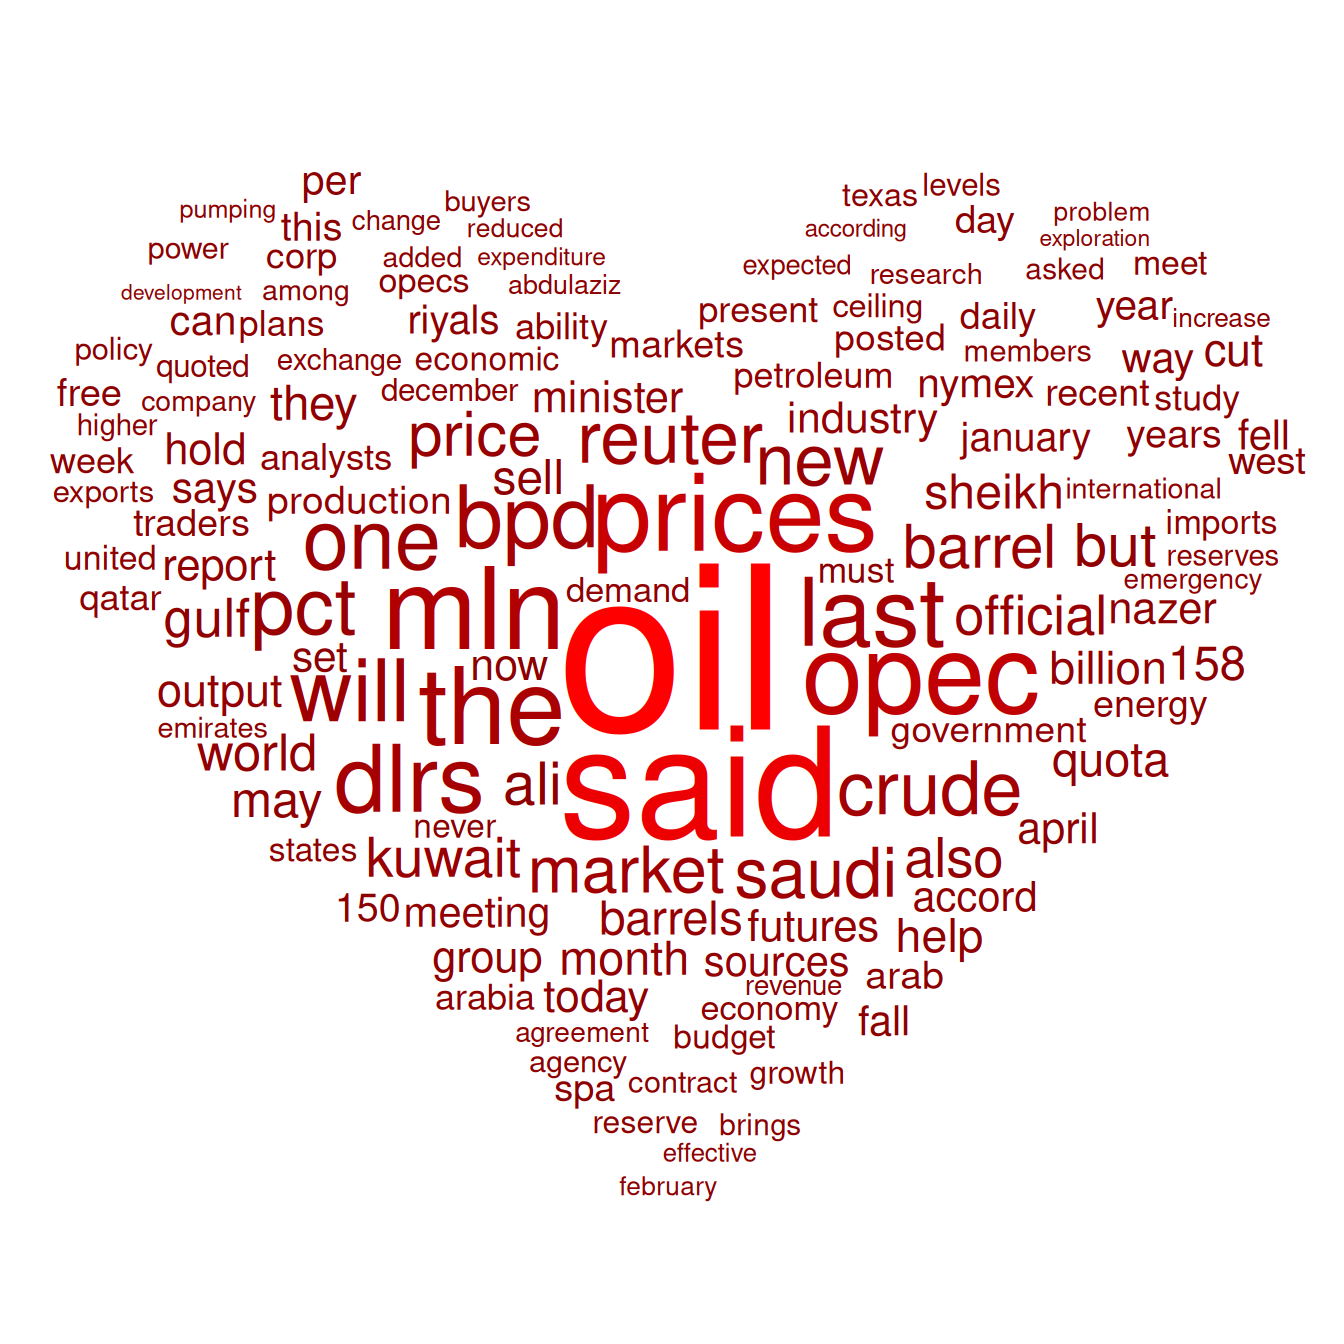 per
texas levels
pumping this change buyers
reduced
according day problem
exploration
power corp added expenditure
expected research asked meet
development among opecs abdulaziz
can plans riyals ability markets
present ceiling posted daily members year increase
policy quoted exchange economic
petroleum nymex recent way cut study
free company they december minister
industry january years fell
higher hold analysts price reuter new
west
week says production sell bpd prices
sheikh international
exports traders one
barrel but imports reserves
united report pct mln demand oil must last emergency
qatar gulf official nazer
set will the now opec billion 158
output energy
emirates world government quota
may dlrs ali said crude
never april
states kuwait market saudi also
150 meeting barrels futures accord
help
group month sources arab
arabia today revenue
economy fall
agreement budget
agency
spa contract growth
reserve brings
effective
february